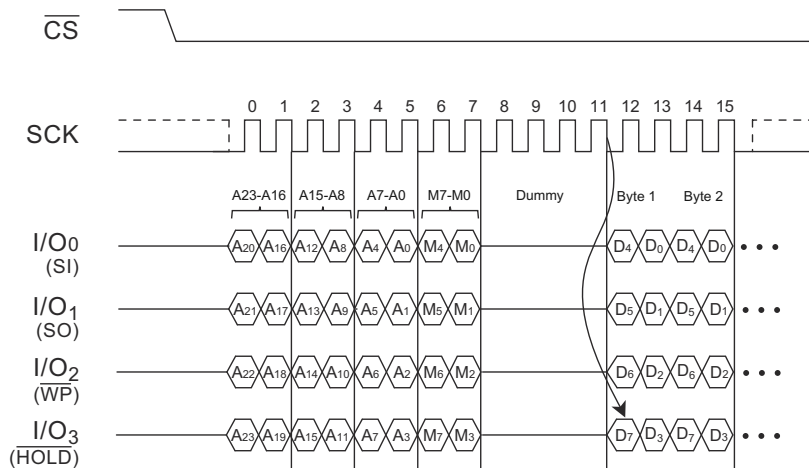 CS
0 1 2 3 4 5 6 7 8 9 10 11 12 13 14 15
SCK
A23-A16 A15-A8 A7-A0 M7-M0 Dummy Byte 1 Byte 2
I/O0 A20 A16 A12 A8 A4 A0 M4 M0 D4 D0 D4 D0 • • •
(SI)
I/O1 A21 A17 A13 A9 A5 A1 M5 M1 D5 D1 D5 D1 • • •
(SO)
I/O2 A22 A18 A14 A10 A6 A2 M6 M2 D6 D2 D6 D2 • • •
(WP)
I/O3 A23 A19 A15 A11 A7 A3 M7 M3 D7 D3 D7 D3 • • •
(HOLD)